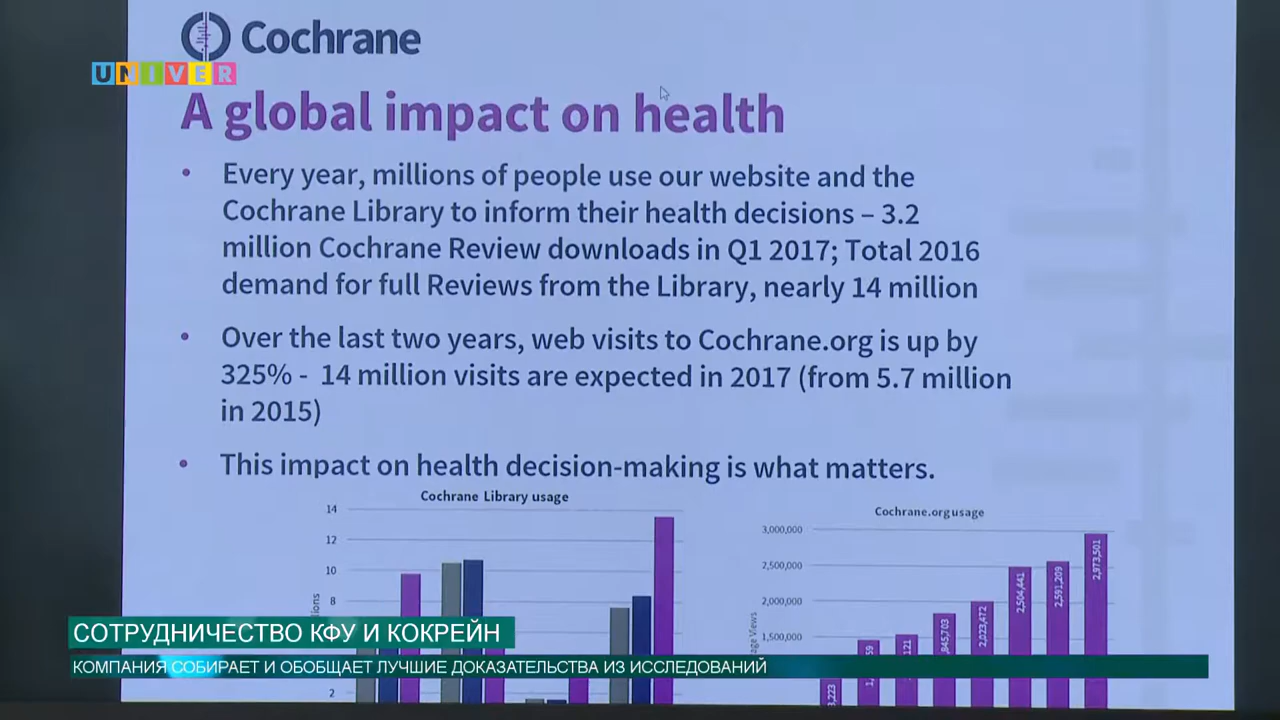 Cochrane
UNIVER
A global impact on health
• Every year, millions of people use our website and the
Cochrane Library to inform their health decisions – 3.2
million Cochrane Review downloads in Q1 2017; Total 2016
demand for full Reviews from the Library, nearly 14 million
• Over the last two years, web visits to Cochrane.org is up by
325% - 14 million visits are expected in 2017 (from 5.7 million
in 2015)
• This impact on health decision-making is what matters.
Cochrane Library usage
14
12
10
8
2
Cochrane.org usage
3,000,000
2,500,000
2,000,000
1,500,000
2,023,472
2,504,441
2,591,209
2,973,501
СОТРУДНИЧЕСТВО КФУ И КОКРЕЙН
КОМПАНИЯ СОБИРАЕТ И ОБОБЩАЕТ ЛУЧШИЕ ДОКАЗАТЕЛЬСТВА ИЗ ИССЛЕДОВАНИЙ